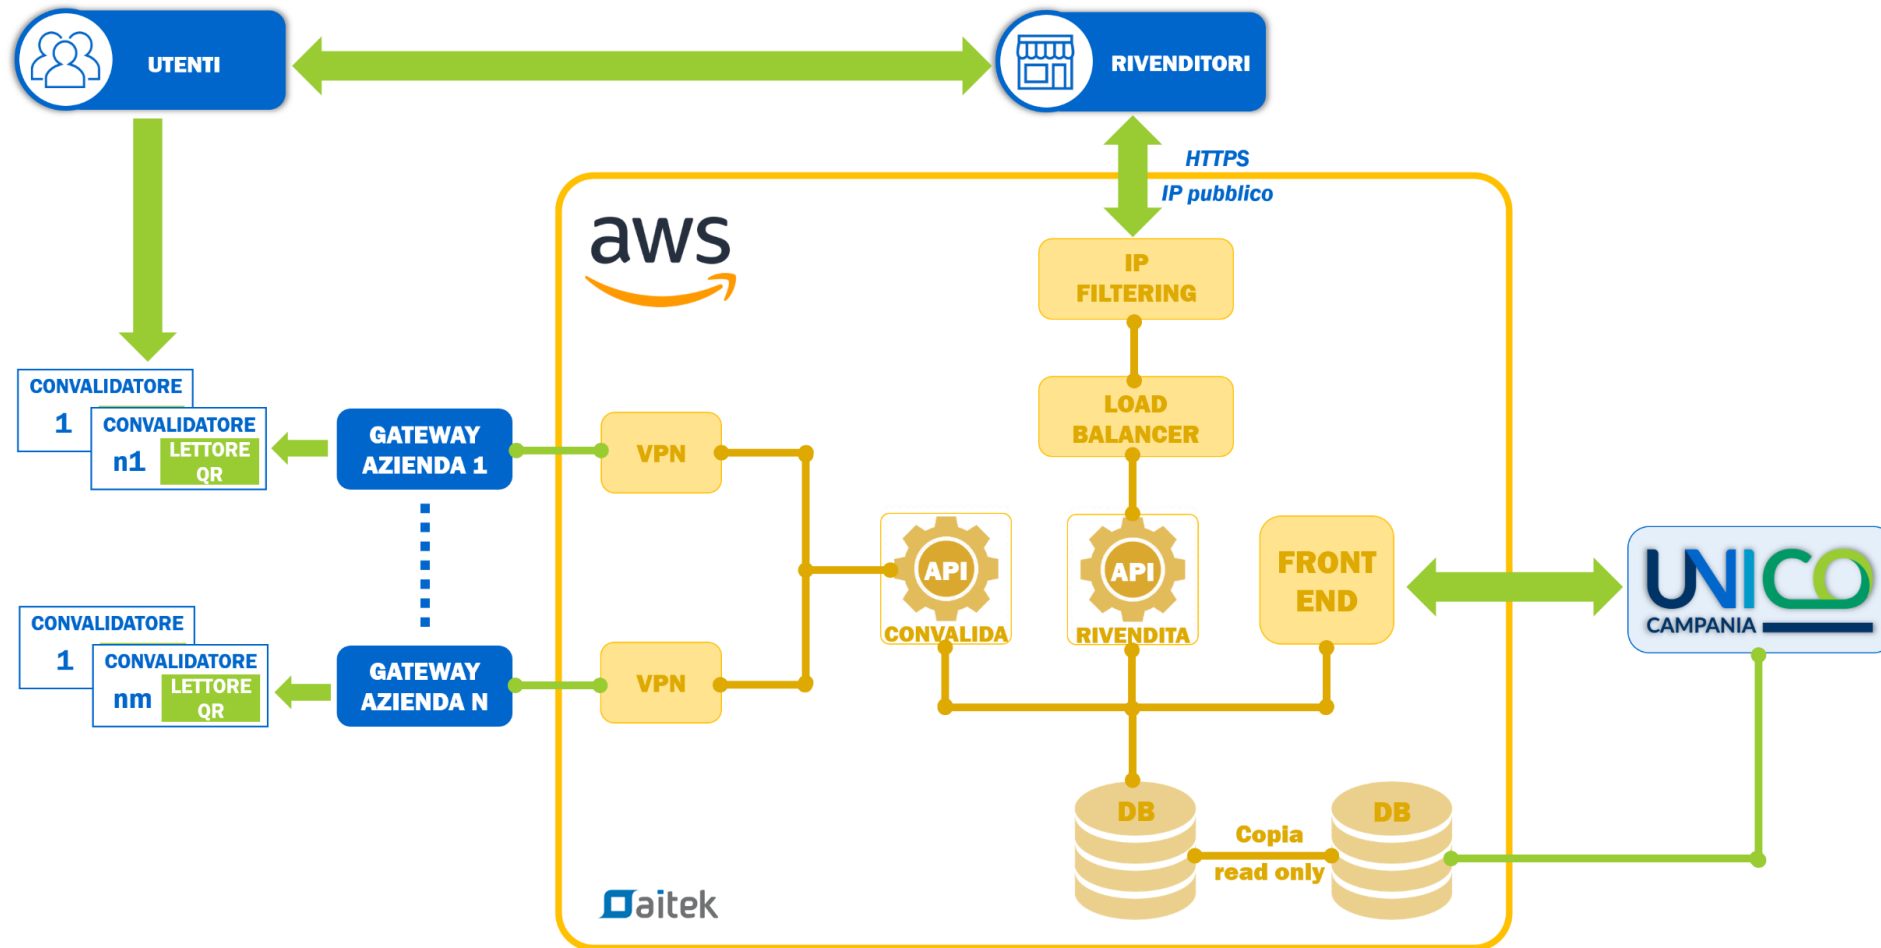 UTENTI
RIVENDITORI
HTTPS
IP pubblico
aws
IP
FILTERING
LOAD
BALANCER
CONVALIDATORE
1
CONVALIDATORE
n1
LETTORE
QR
GATEWAY
AZIENDA 1
VPN
API
CONVALIDA
API
RIVENDITA
FRONT
END
UNICO
CAMPANIA
CONVALIDATORE
1
CONVALIDATORE
nm
LETTORE
QR
GATEWAY
AZIENDA N
VPN
DB
Copia
read only
DB
aitek